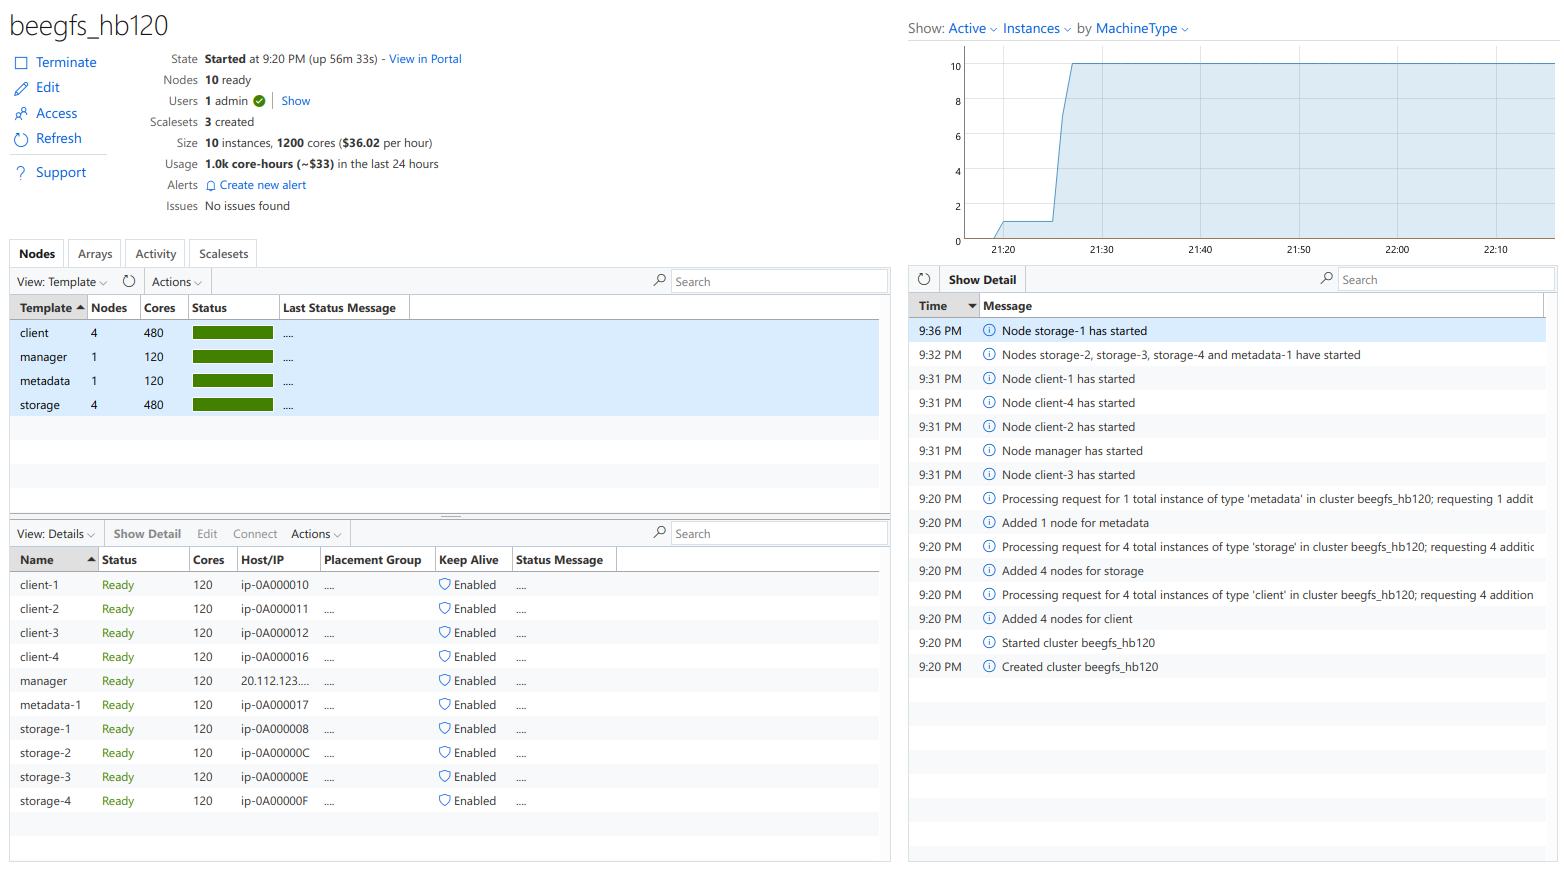 beegfs_hb120
Terminate
Edit
Access
Refresh
Support
State Started at 9:20 PM (up 56m 33s) - View in Portal
Nodes 10 ready
Users 1 admin Show
Scalesets 3 created
Size 10 instances, 1200 cores ($36.02 per hour)
Usage 1.0k core-hours (~$33) in the last 24 hours
Alerts Create new alert
Issues No issues found
Nodes Arrays Activity Scalesets
View: Template Actions Search
Template Nodes Cores Status Last Status Message
client 4 480 ....
manager 1 120 ....
metadata 1 120 ....
storage 4 480 ....
View: Details Show Detail Edit Connect Actions Search
Name Status Cores Host/IP Placement Group Keep Alive Status Message
client-1 Ready 120 ip-0A000010 .... Enabled ....
client-2 Ready 120 ip-0A000011 .... Enabled ....
client-3 Ready 120 ip-0A000012 .... Enabled ....
client-4 Ready 120 ip-0A000016 .... Enabled ....
manager Ready 120 20.112.123.... .... Enabled ....
metadata-1 Ready 120 ip-0A000017 .... Enabled ....
storage-1 Ready 120 ip-0A000008 .... Enabled ....
storage-2 Ready 120 ip-0A00000C .... Enabled ....
storage-3 Ready 120 ip-0A00000E .... Enabled ....
storage-4 Ready 120 ip-0A00000F .... Enabled ....
Show: Active Instances by MachineType
10
8
6
4
2
0
21:20 21:30 21:40 21:50 22:00 22:10
Show Detail Search
Time Message
9:36 PM Node storage-1 has started
9:32 PM Nodes storage-2, storage-3, storage-4 and metadata-1 have started
9:31 PM Node client-1 has started
9:31 PM Node client-4 has started
9:31 PM Node client-2 has started
9:31 PM Node manager has started
9:31 PM Node client-3 has started
9:20 PM Processing request for 1 total instance of type 'metadata' in cluster beegfs_hb120; requesting 1 addit
9:20 PM Added 1 node for metadata
9:20 PM Processing request for 4 total instances of type 'storage' in cluster beegfs_hb120; requesting 4 additic
9:20 PM Added 4 nodes for storage
9:20 PM Processing request for 4 total instances of type 'client' in cluster beegfs_hb120; requesting 4 addition
9:20 PM Added 4 nodes for client
9:20 PM Started cluster beegfs_hb120
9:20 PM Created cluster beegfs_hb120